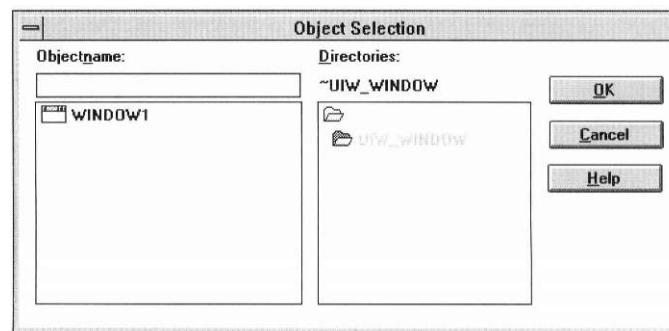 Object Selection
Objectname:
Directories:
~UIW_WINDOW
WINDOW1
UIW_WINDOW
OK
Cancel
Help